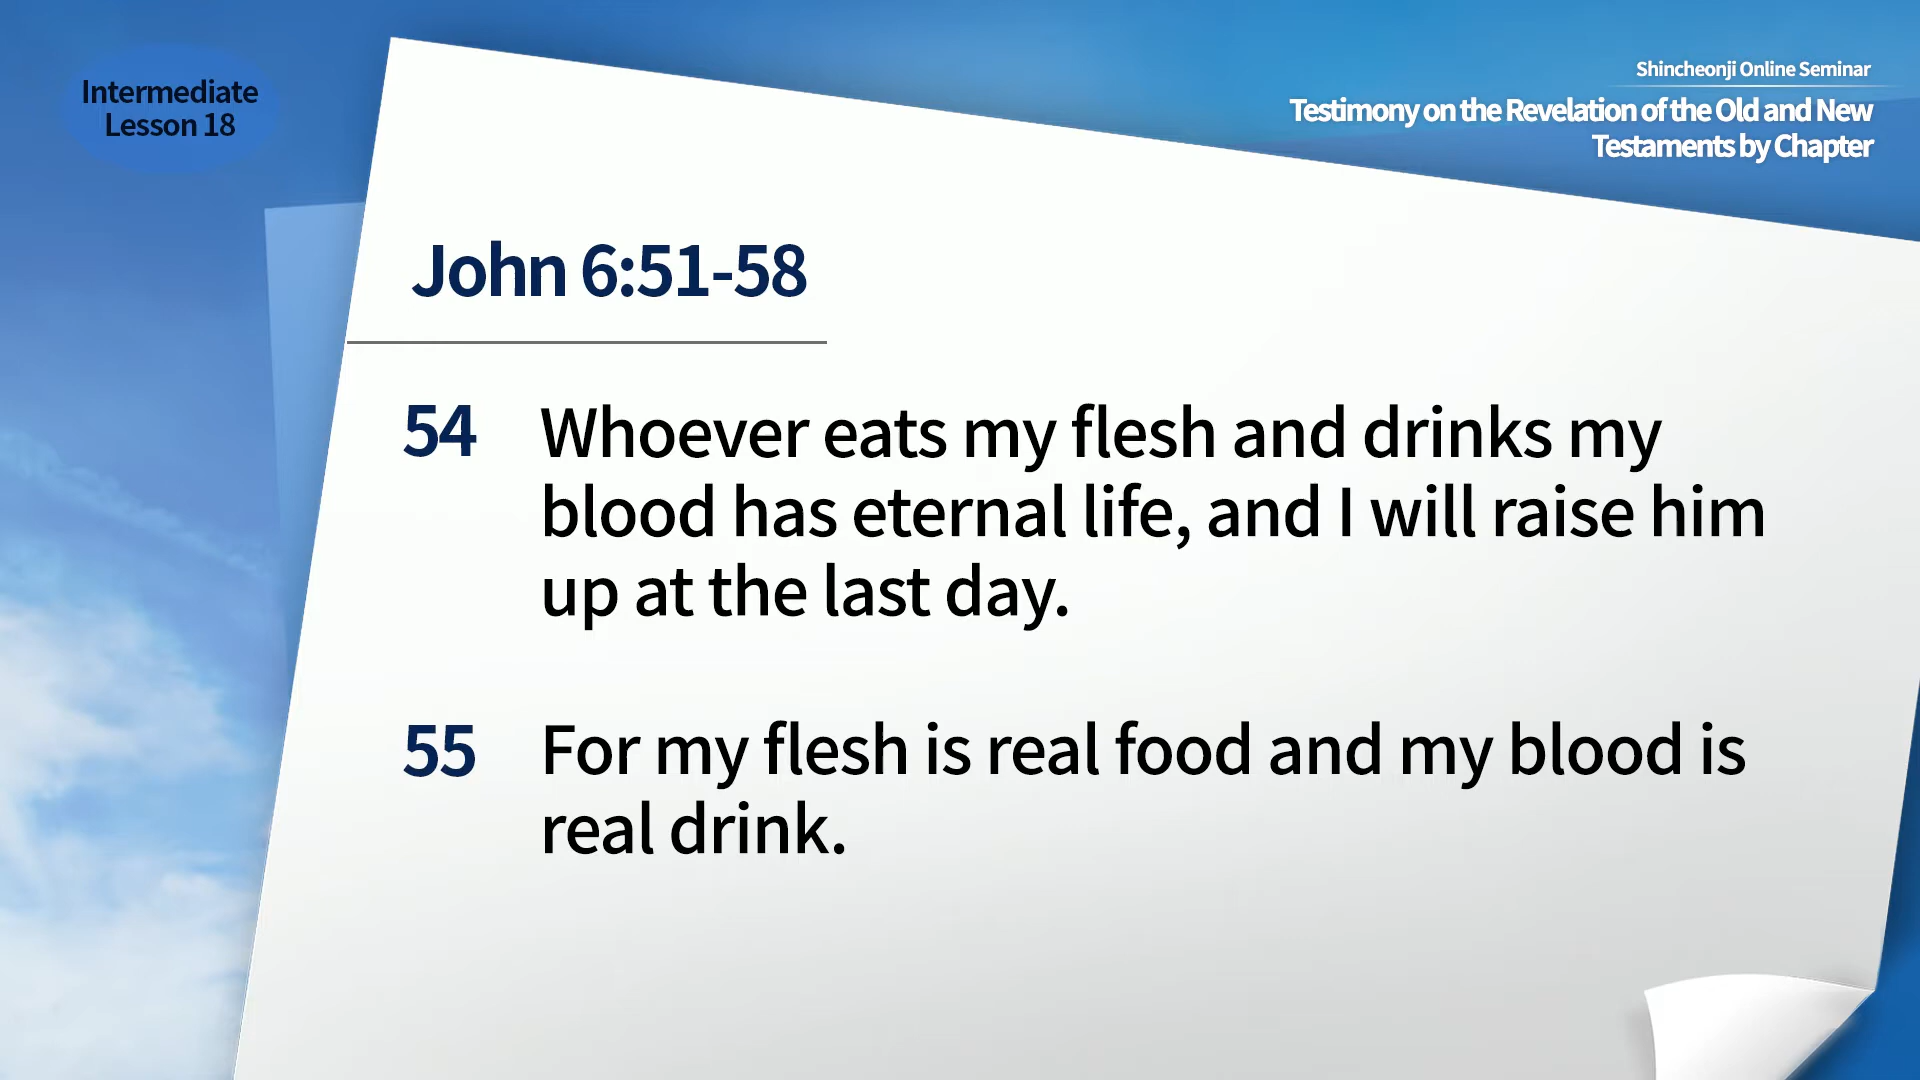 Intermediate
Lesson 18
Shincheonji Online Seminar
Testimony on the Revelation of the Old and New
Testaments by Chapter
John 6:51-58
54 Whoever eats my flesh and drinks my
blood has eternal life, and I will raise him
up at the last day.
55 For my flesh is real food and my blood is
real drink.